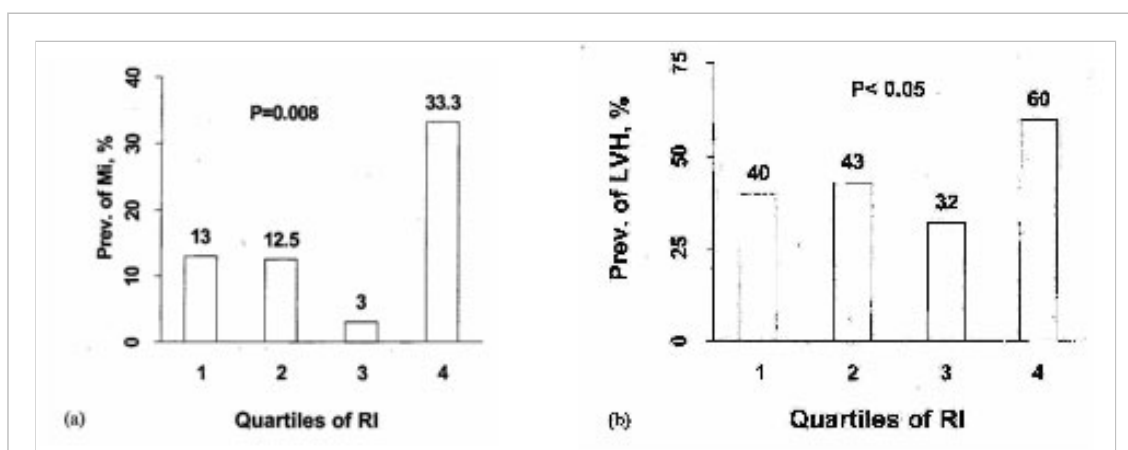 40
30
20
10
0
Prev. of Mi, %
P=0.008
13
12.5
3
33.3
1 2 3 4
Quartiles of RI
(a)
75
50
25
0
Prev. of LVH, %
P< 0.05
40
43
32
60
1 2 3 4
Quartiles of RI
(b)